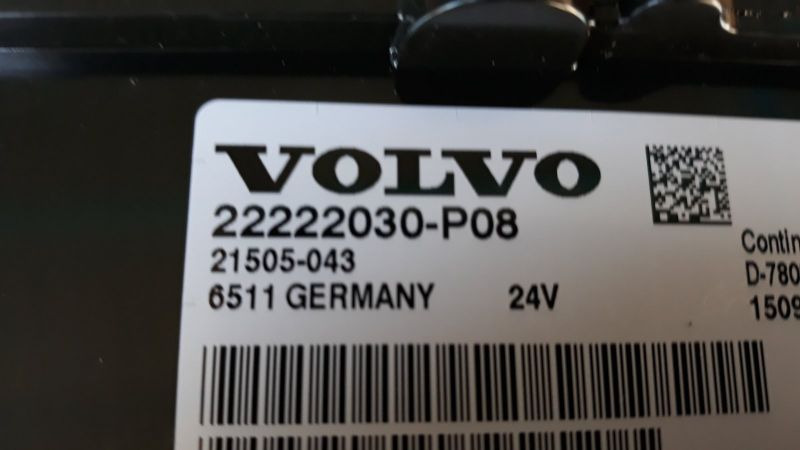 VOLVO
22222030-P08
21505-043
6511 GERMANY 24V
Contin
D-780
1509